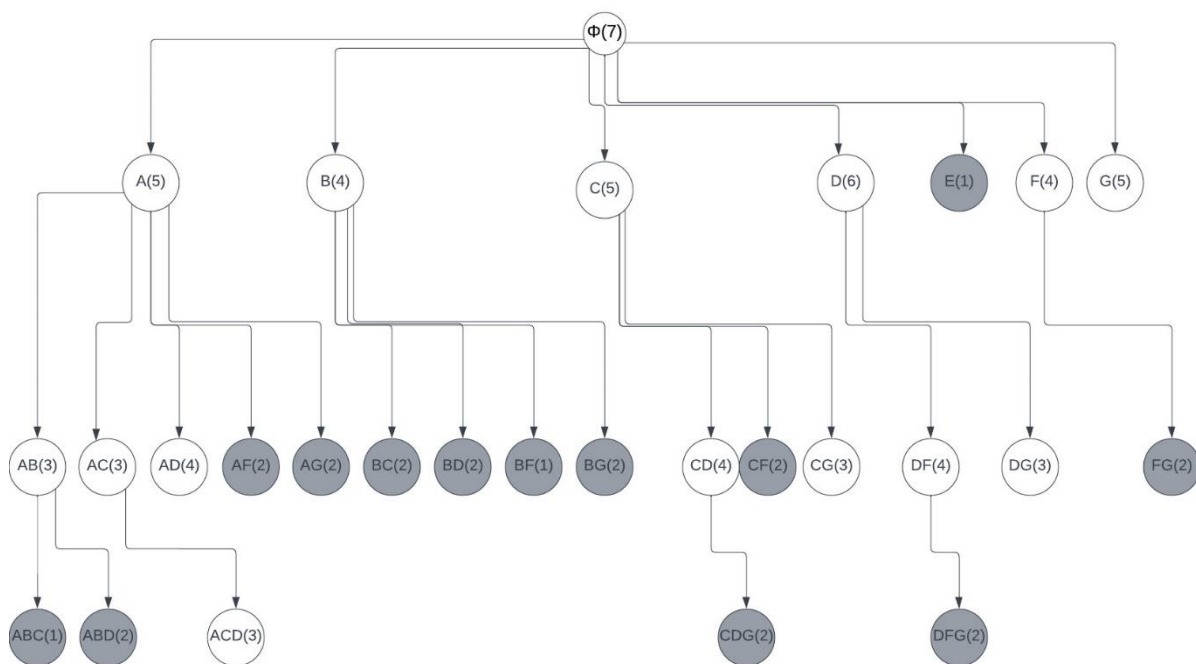 Φ(7)
A(5)
B(4)
C(5)
D(6)
E(1)
F(4)
G(5)
AB(3)
AC(3)
AD(4)
AF(2)
AG(2)
BC(2)
BD(2)
BF(1)
BG(2)
CD(4)
CF(2)
CG(3)
DF(4)
DG(3)
FG(2)
ABC(1)
ABD(2)
ACD(3)
CDG(2)
DFG(2)